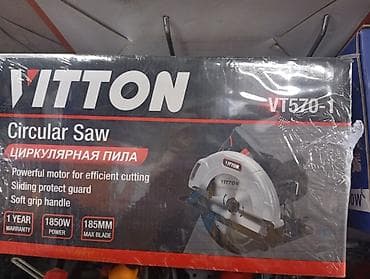 VITTON
VT570-1
Circular Saw
ЦИРКУЛЯРНАЯ ПИЛА
Powerful motor for efficient cutting
Sliding protect guard
Soft grip handle
1 YEAR
WARRANTY
1850W
POWER
185MM
MAX BLADE
VITTON